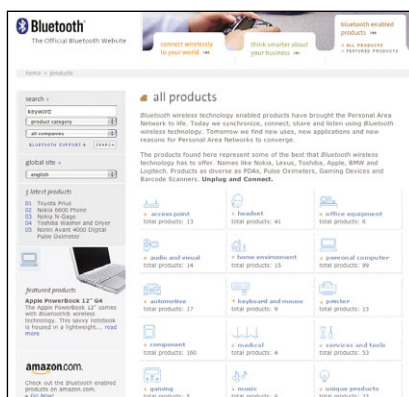 Bluetooth®
The Official Bluetooth Website
connect wirelessly
to your world
think smarter about
your business
bluetooth enabled
products
ALL PRODUCTS
FEATURED PRODUCTS
home > products
search
keyword
product category
all companies
BLUETOOTH SUPPORT
SEARCH
global site
english
5 latest products
01 Toyota Prius
02 Nokia 6600 Phone
03 Nokia N-Gage
04 Toshiba Washer and Dryer
05 Nonin Avant 4000 Digital
Pulse Oximeter
featured products
Apple PowerBook 12" G4
The Apple PowerBook 12" comes
with Bluetooth® wireless
technology. This savvy notebook
is housed in a lightweight... read
more
amazon.com.
Check out the Bluetooth enabled
products on amazon.com.
Go Now!
all products
Bluetooth wireless technology enabled products have brought the Personal Area
Network to life. Today we synchronize, connect, share and listen using Bluetooth
wireless technology. Tomorrow we find new uses, new applications and new
reasons for Personal Area Networks to converge.
The products found here represent some of the best that Bluetooth wireless
technology has to offer. Names like Nokia, Lexus, Toshiba, Apple, BMW and
Logitech. Products as diverse as PDAs, Pulse Oximeters, Gaming Devices and
Barcode Scanners. Unplug and Connect.
access point
total products: 13
headset
total products: 41
office equipment
total products: 6
audio and visual
total products: 14
home environment
total products: 15
personal computer
total products: 99
automotive
total products: 17
keyboard and mouse
total products: 9
printer
total products: 13
component
total products: 160
medical
total products: 4
services and tools
total products: 53
gaming
music
unique products